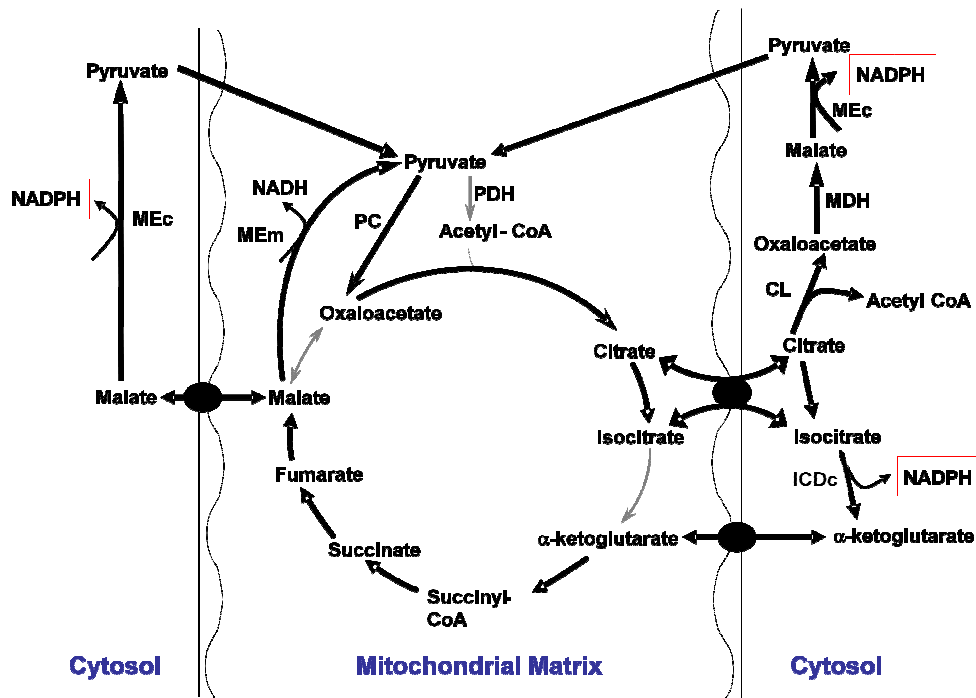 Pyruvate
NADPH
MEc
Malate
Pyruvate
NADH
MEm
PC
PDH
Acetyl - CoA
Oxaloacetate
Citrate
Malate
Isocitrate
Fumarate
α-ketoglutarate
Succinate
Succinyl-
CoA
Pyruvate
NADPH
MEc
Malate
MDH
Oxaloacetate
CL
Acetyl CoA
Citrate
Isocitrate
ICDc
NADPH
α-ketoglutarate
Cytosol
Mitochondrial Matrix
Cytosol